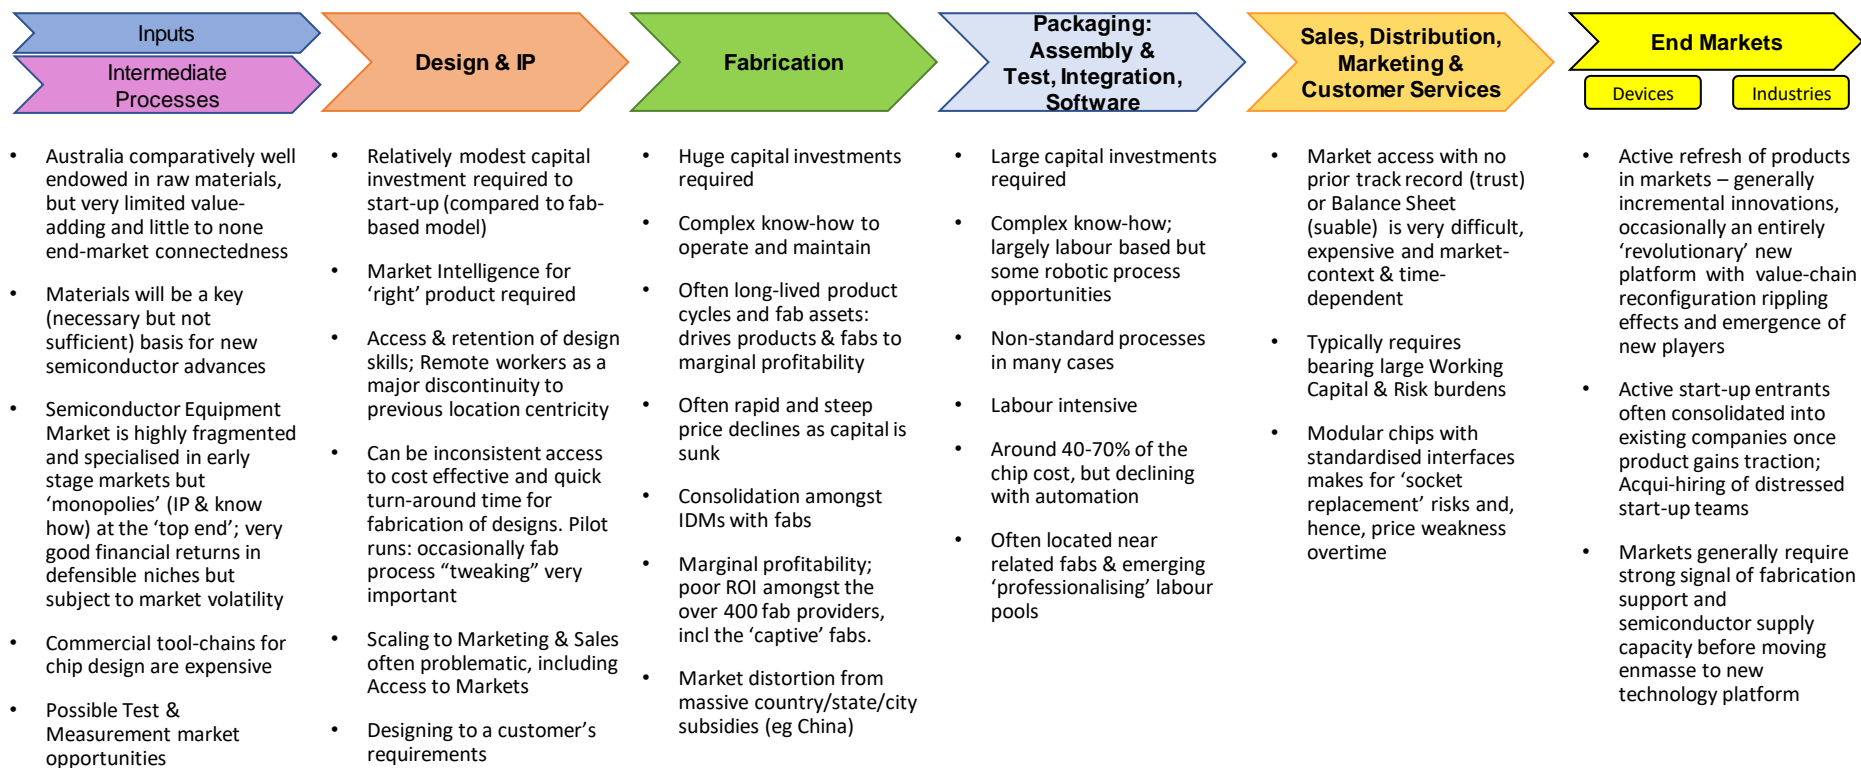 Inputs
Intermediate
Processes
Design & IP
Fabrication
Packaging:
Assembly &
Test, Integration,
Software
Sales, Distribution,
Marketing &
Customer Services
End Markets
Devices
Industries
• Australia comparatively well
endowed in raw materials,
but very limited value-
adding and little to none
end-market connectedness
• Materials will be a key
(necessary but not
sufficient) basis for new
semiconductor advances
• Semiconductor Equipment
Market is highly fragmented
and specialised in early
stage markets but
‘monopolies’ (IP & know
how) at the ‘top end’; very
good financial returns in
defensible niches but
subject to market volatility
• Commercial tool-chains for
chip design are expensive
• Possible Test &
Measurement market
opportunities
• Relatively modest capital
investment required to
start-up (compared to fab-
based model)
• Market Intelligence for
‘right’ product required
• Access & retention of design
skills; Remote workers as a
major discontinuity to
previous location centricity
• Can be inconsistent access
to cost effective and quick
turn-around time for
fabrication of designs. Pilot
runs: occasionally fab
process “tweaking” very
important
• Scaling to Marketing & Sales
often problematic, including
Access to Markets
• Designing to a customer’s
requirements
• Huge capital investments
required
• Complex know-how to
operate and maintain
• Often long-lived product
cycles and fab assets:
drives products & fabs to
marginal profitability
• Often rapid and steep
price declines as capital is
sunk
• Consolidation amongst
IDMs with fabs
• Marginal profitability;
poor ROI amongst the
over 400 fab providers,
incl the ‘captive’ fabs.
• Market distortion from
massive country/state/city
subsidies (eg China)
• Large capital investments
required
• Complex know-how;
largely labour based but
some robotic process
opportunities
• Non-standard processes
in many cases
• Labour intensive
• Around 40-70% of the
chip cost, but declining
with automation
• Often located near
related fabs & emerging
‘professionalising’ labour
pools
• Market access with no
prior track record (trust)
or Balance Sheet
(suable) is very difficult,
expensive and market-
context & time-
dependent
• Typically requires
bearing large Working
Capital & Risk burdens
• Modular chips with
standardised interfaces
makes for ‘socket
replacement’ risks and,
hence, price weakness
overtime
• Active refresh of products
in markets – generally
incremental innovations,
occasionally an entirely
‘revolutionary’ new
platform with value-chain
reconfiguration rippling
effects and emergence of
new players
• Active start-up entrants
often consolidated into
existing companies once
product gains traction;
Acqui-hiring of distressed
start-up teams
• Markets generally require
strong signal of fabrication
support and
semiconductor supply
capacity before moving
enmasse to new
technology platform